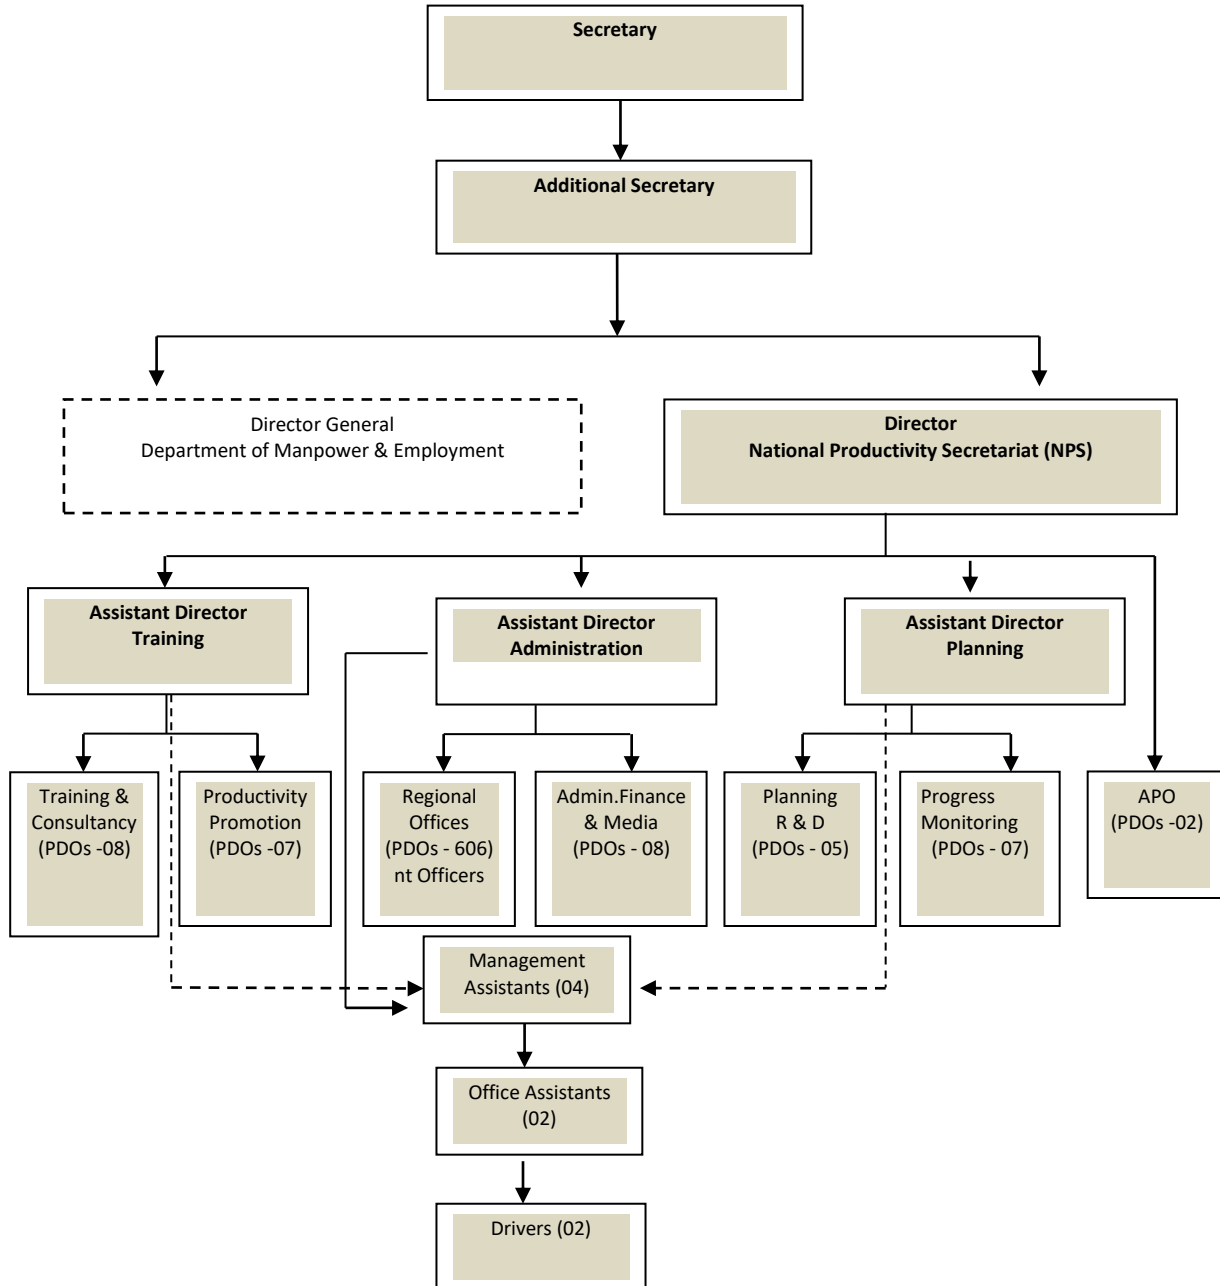 Secretary
Additional Secretary
Director General
Department of Manpower & Employment
Director
National Productivity Secretariat (NPS)
Assistant Director
Training
Assistant Director
Administration
Assistant Director
Planning
Training &
Consultancy
(PDOs -08)
Productivity
Promotion
(PDOs -07)
Regional
Offices
(PDOs - 606)
nt Officers
Admin.Finance
& Media
(PDOs - 08)
Planning
R & D
(PDOs - 05)
Progress
Monitoring
(PDOs - 07)
APO
(PDOs -02)
Management
Assistants (04)
Office Assistants
(02)
Drivers (02)